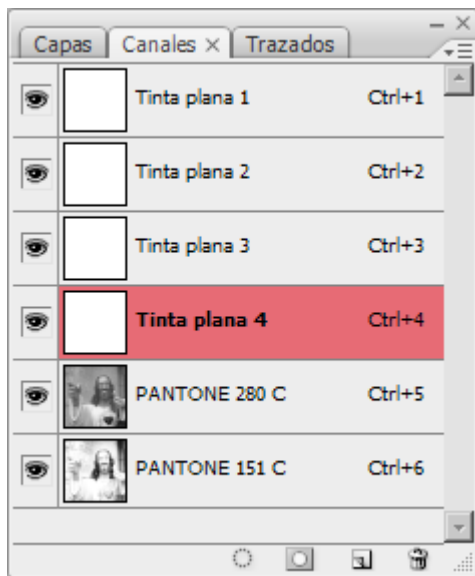 Capas Canales Trazados
Tinta plana 1 Ctrl+1
Tinta plana 2 Ctrl+2
Tinta plana 3 Ctrl+3
Tinta plana 4 Ctrl+4
PANTONE 280 C Ctrl+5
PANTONE 151 C Ctrl+6